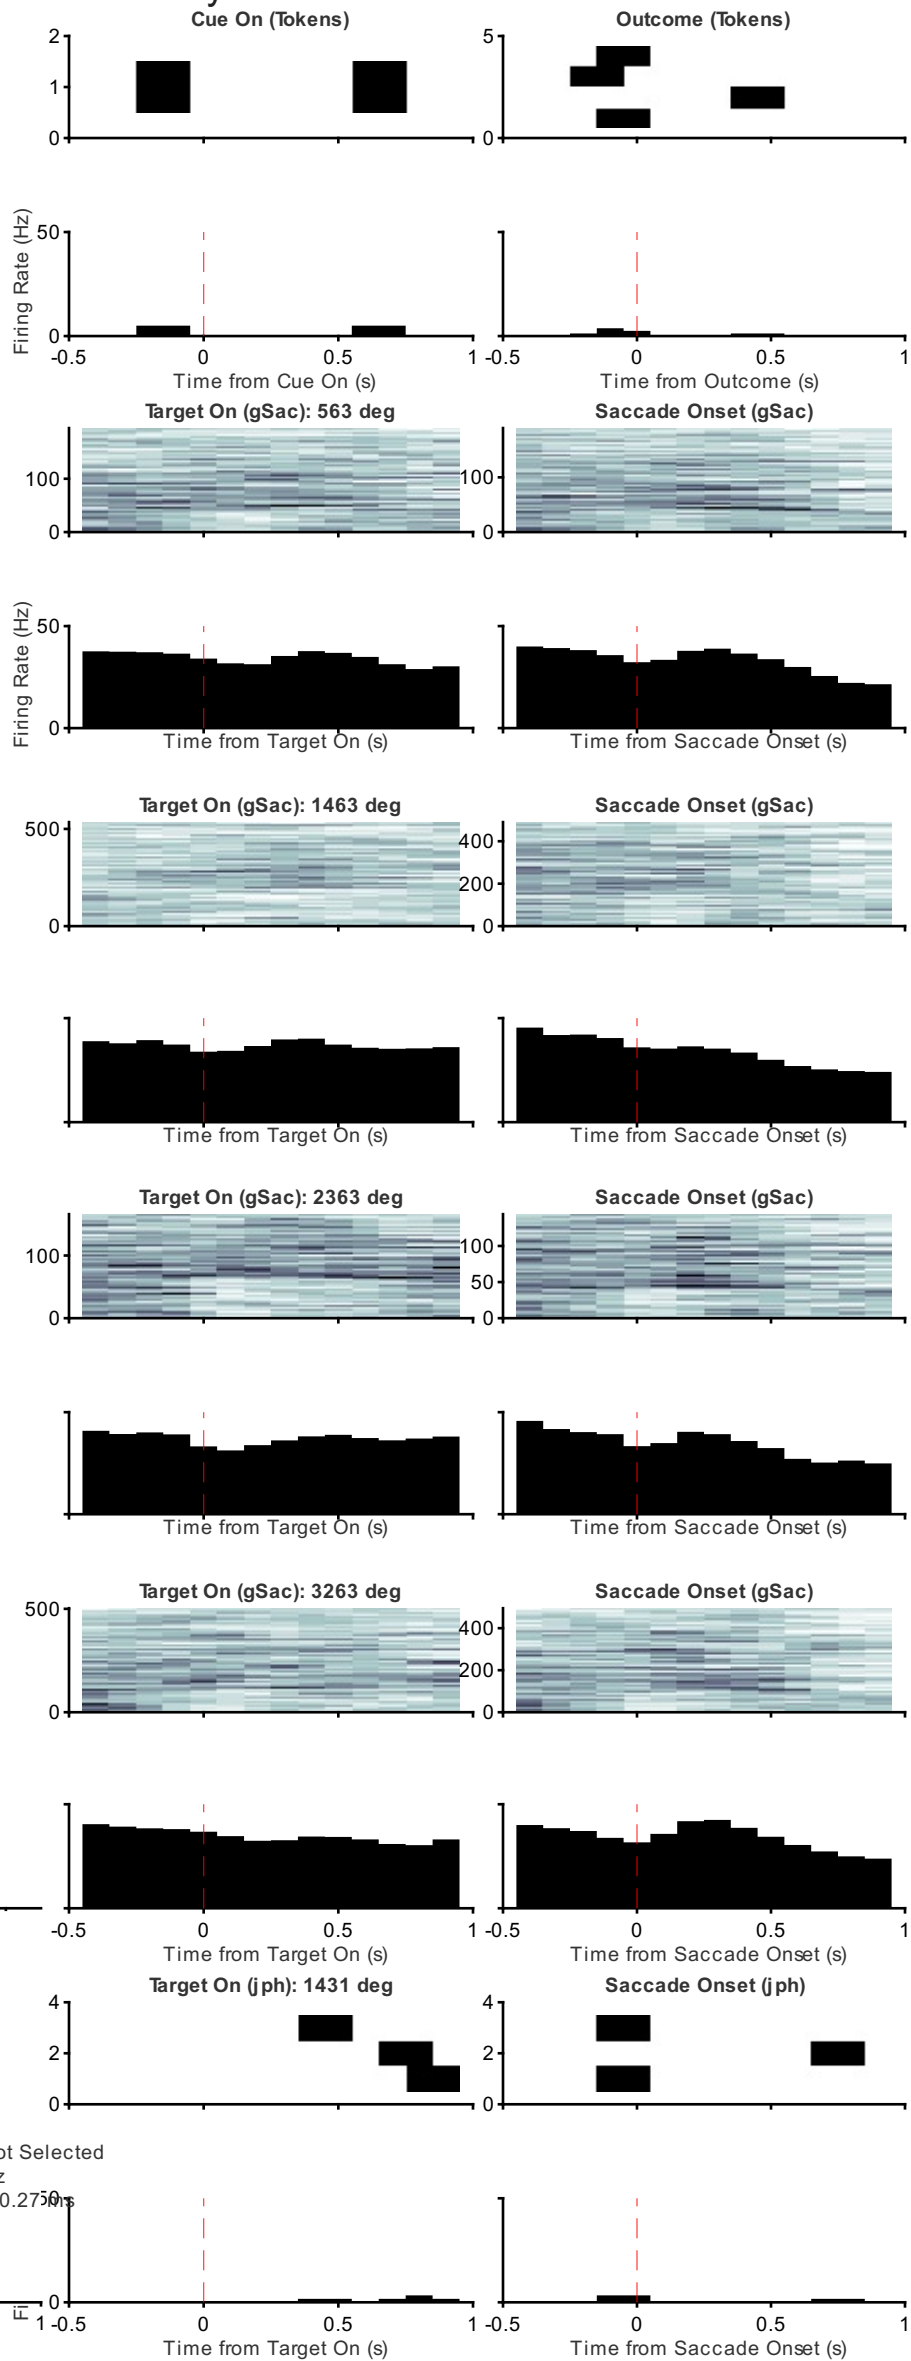 Cue On (Tokens)
Outcome (Tokens)
2
1
0
5
0
Firing Rate (Hz)
50
0
-0.5 0 0.5 1
-0.5 0 0.5 1
Time from Cue On (s)
Time from Outcome (s)
Target On (gSac): 563 deg
Saccade Onset (gSac)
100
0
100
0
Firing Rate (Hz)
50
0
Time from Target On (s)
Time from Saccade Onset (s)
Target On (gSac): 1463 deg
Saccade Onset (gSac)
500
0
400
200
0
Time from Target On (s)
Time from Saccade Onset (s)
Target On (gSac): 2363 deg
Saccade Onset (gSac)
100
0
100
50
0
Time from Target On (s)
Time from Saccade Onset (s)
Target On (gSac): 3263 deg
Saccade Onset (gSac)
500
0
400
200
0
-0.5 0 0.5 1
-0.5 0 0.5 1
Time from Target On (s)
Time from Saccade Onset (s)
Target On (jph): 1431 deg
Saccade Onset (jph)
4
2
0
4
2
0
ot Selected
z
0.27 ms
50
0
Fi
1 -0.5 0 0.5 1
-0.5 0 0.5 1
Time from Target On (s)
Time from Saccade Onset (s)